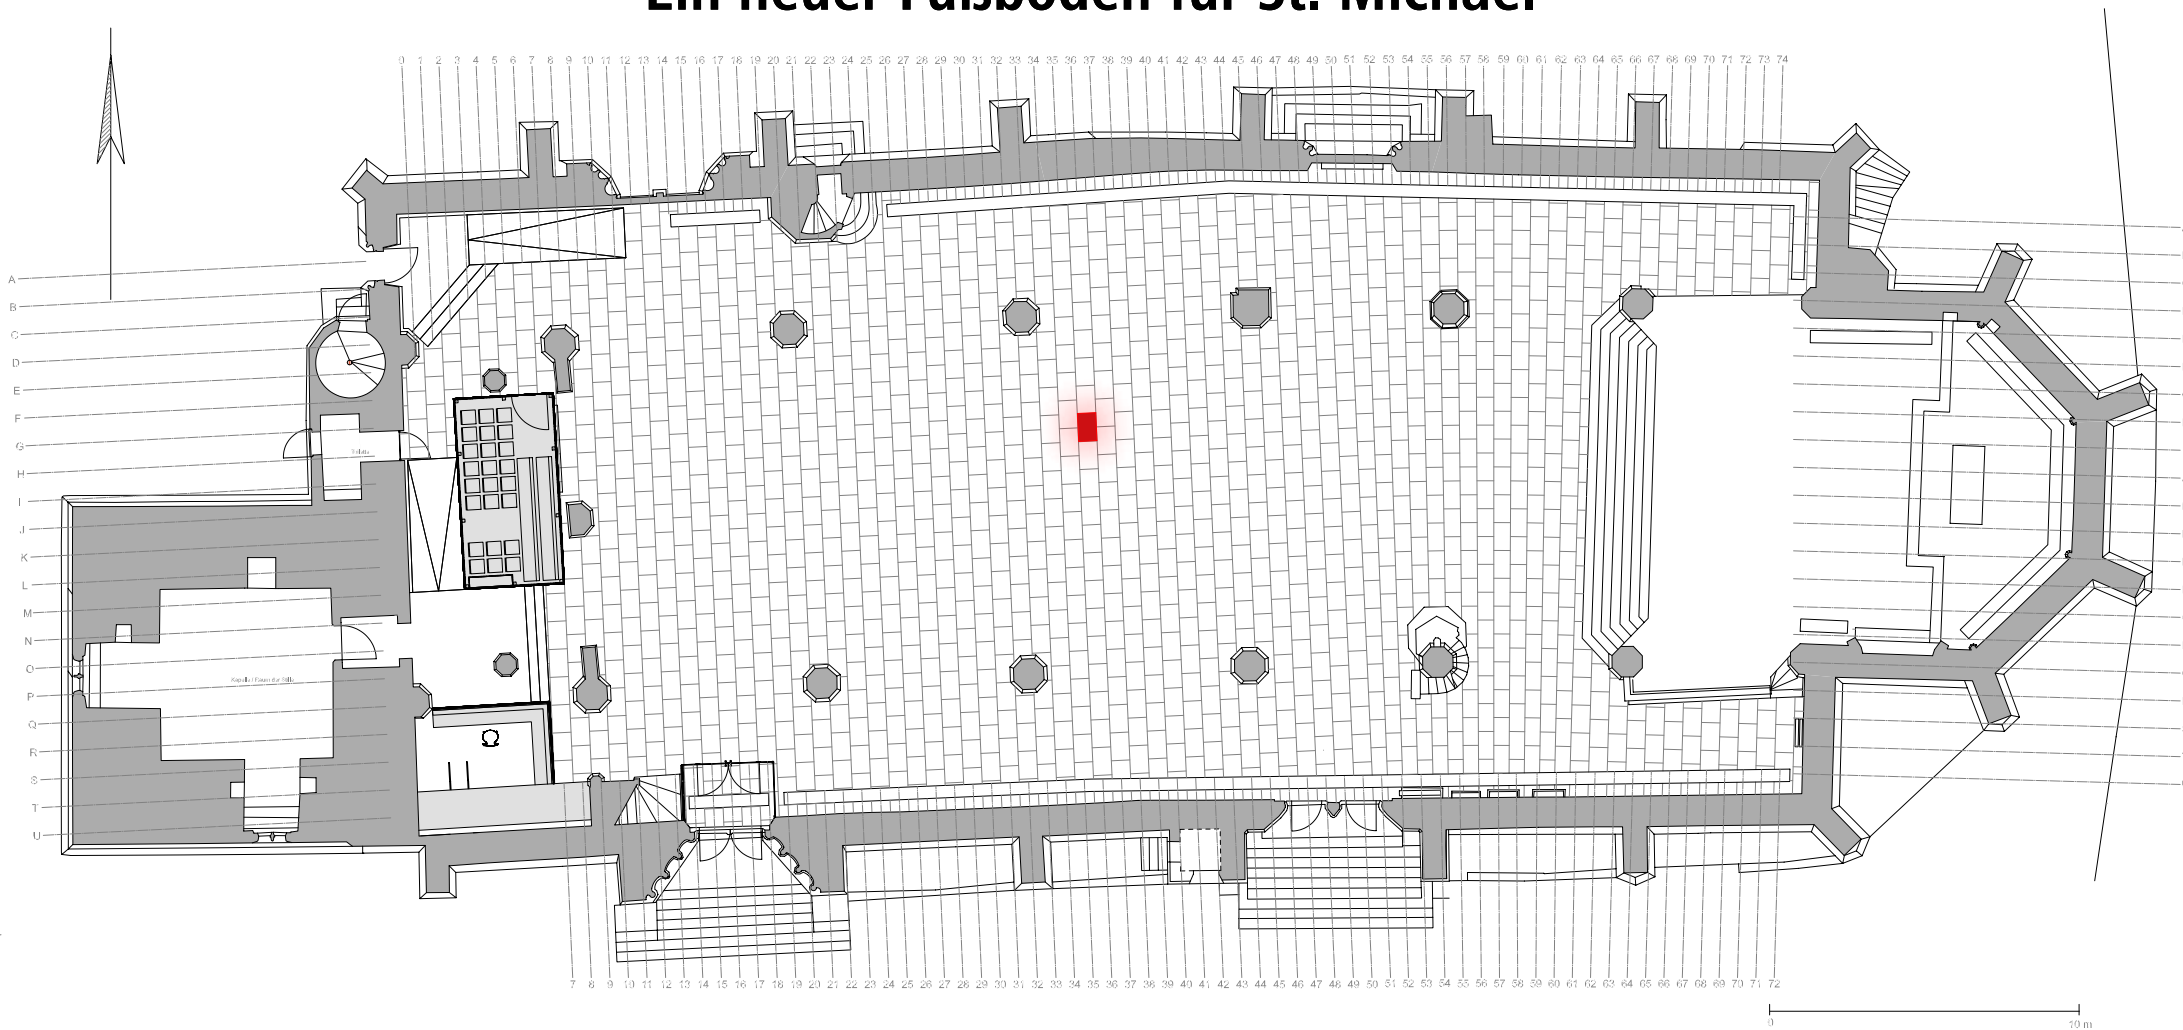 Ein neuer Fußboden für St. Michael
0 1 2 3 4 5 6 7 8 9 10 11 12 13 14 15 16 17 18 19 20 21 22 23 24 25 26 27 28 29 30 31 32 33 34 35 36 37 38 39 40 41 42 43 44 45 46 47 48 49 50 51 52 53 54 55 56 57 58 59 60 61 62 63 64 65 66 67 68 69 70 71 72 73 74
A
B
C
D
E
F
G
H
I
J
K
L
M
N
O
P
Q
R
S
T
U
7 8 9 10 11 12 13 14 15 16 17 18 19 20 21 22 23 24 25 26 27 28 29 30 31 32 33 34 35 36 37 38 39 40 41 42 43 44 45 46 47 48 49 50 51 52 53 54 55 56 57 58 59 60 61 62 63 64 65 66 67 68 69 70 71 72
0 10 m